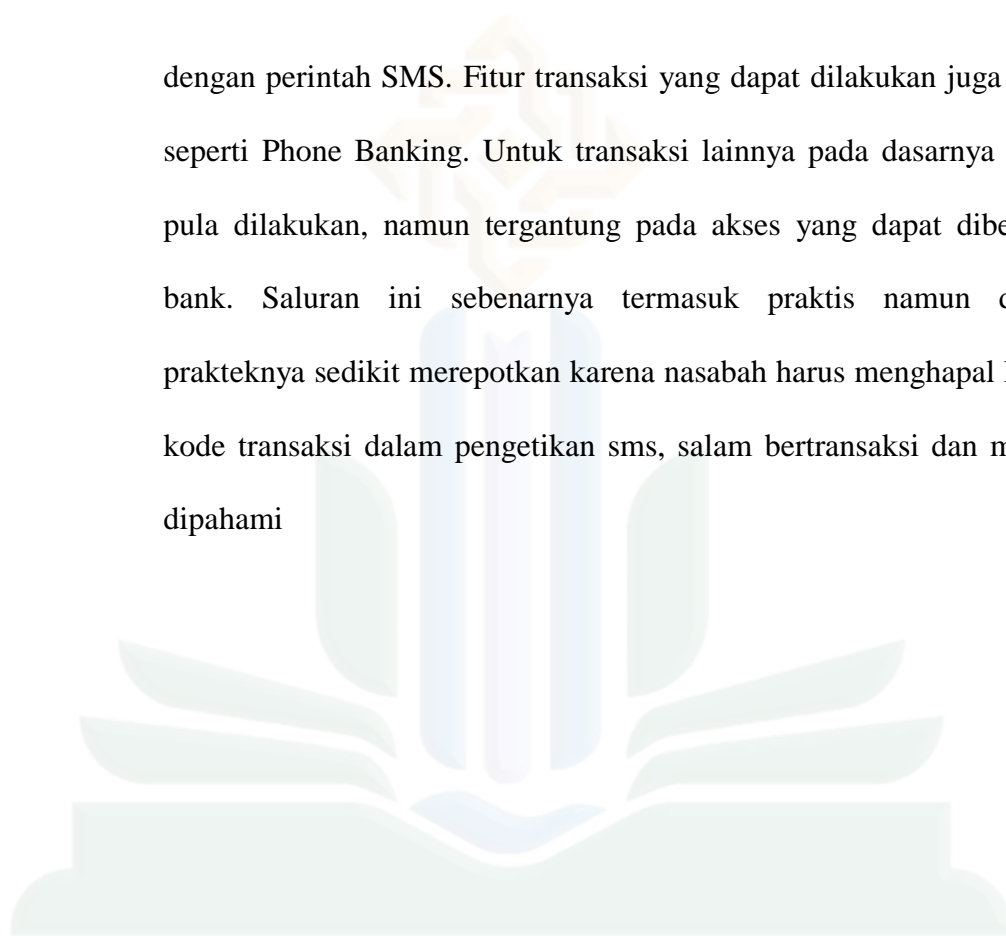 dengan perintah SMS. Fitur transaksi yang dapat dilakukan juga
seperti Phone Banking. Untuk transaksi lainnya pada dasarnya
pula dilakukan, namun tergantung pada akses yang dapat
bank. Saluran ini sebenarnya termasuk praktis namun
prakteknya sedikit merepotkan karena nasabah harus menghapal
kode transaksi dalam pengetikan sms, salam bertransaksi dan
dipahami